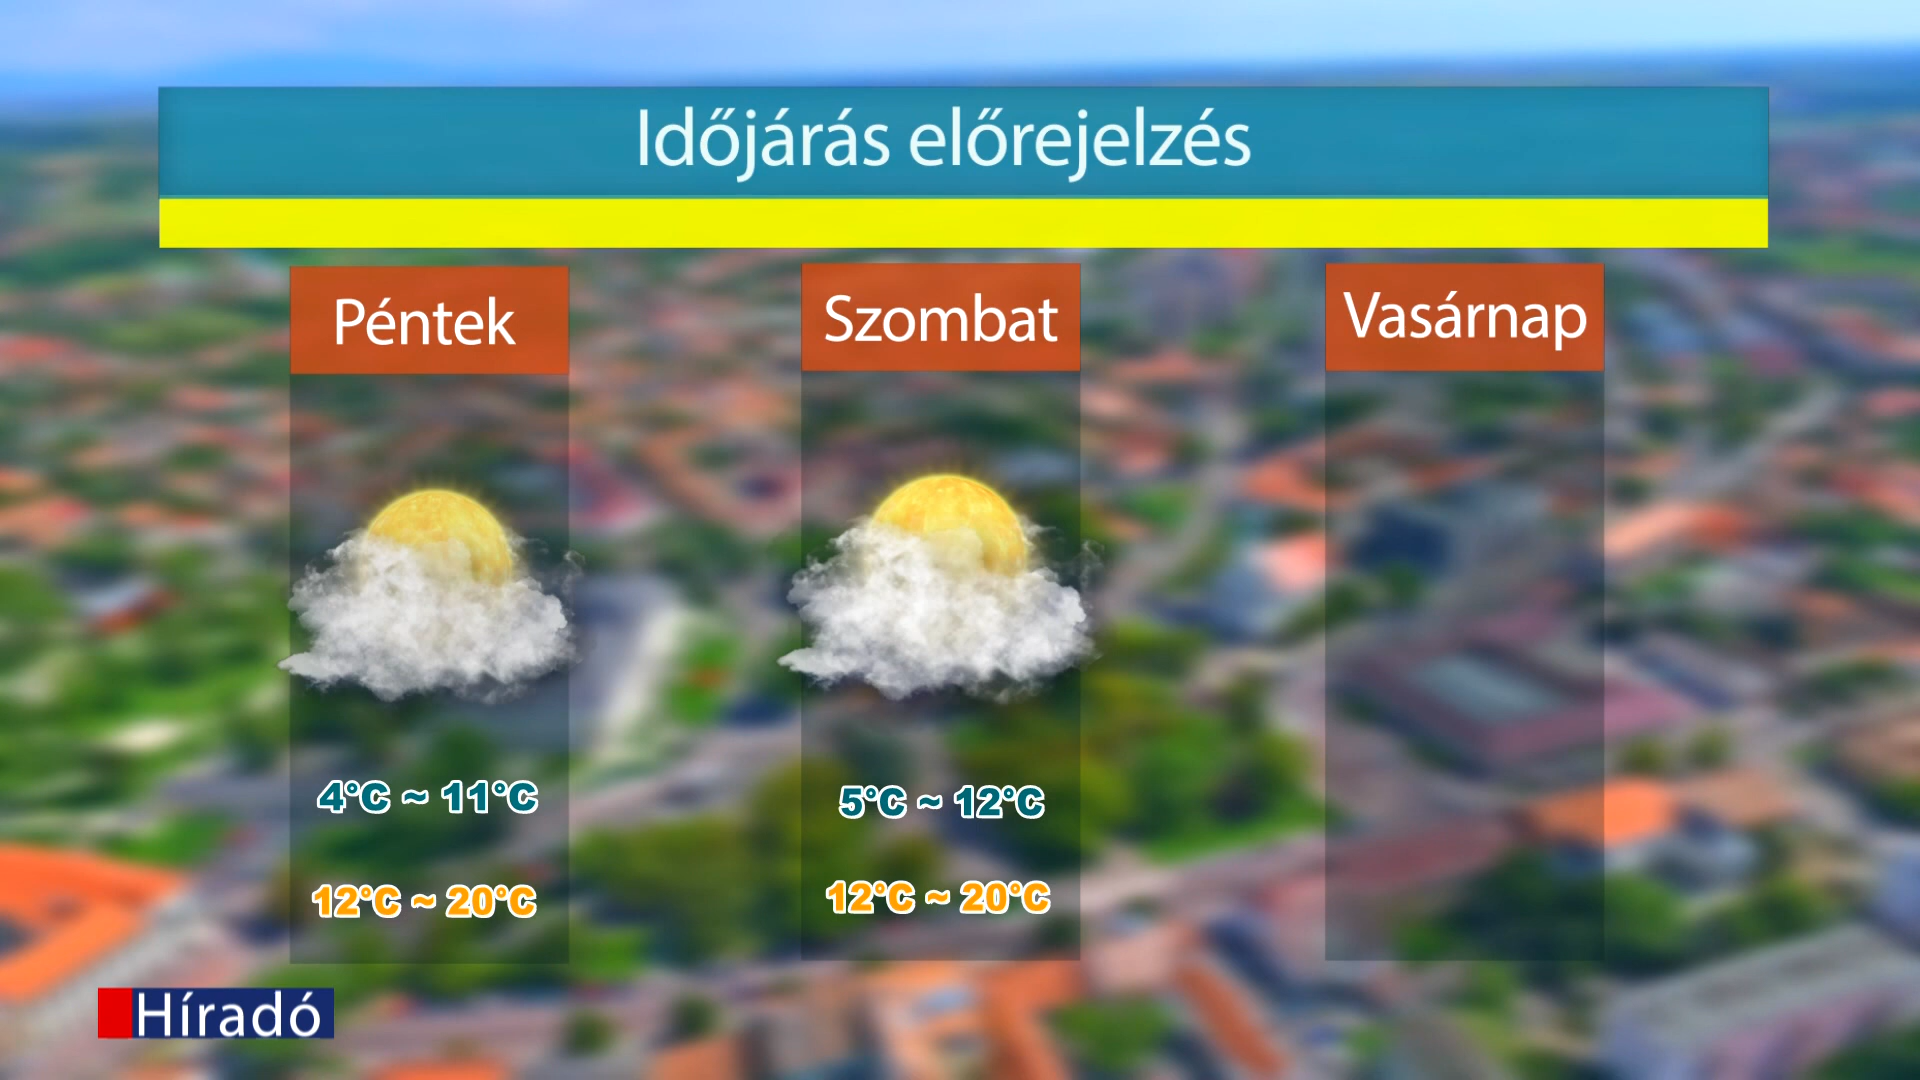 Időjárás előrejelzés
Péntek
Szombat
Vasárnap
4°C ~ 11°C
5°C ~ 12°C
12°C ~ 20°C
12°C ~ 20°C
Híradó